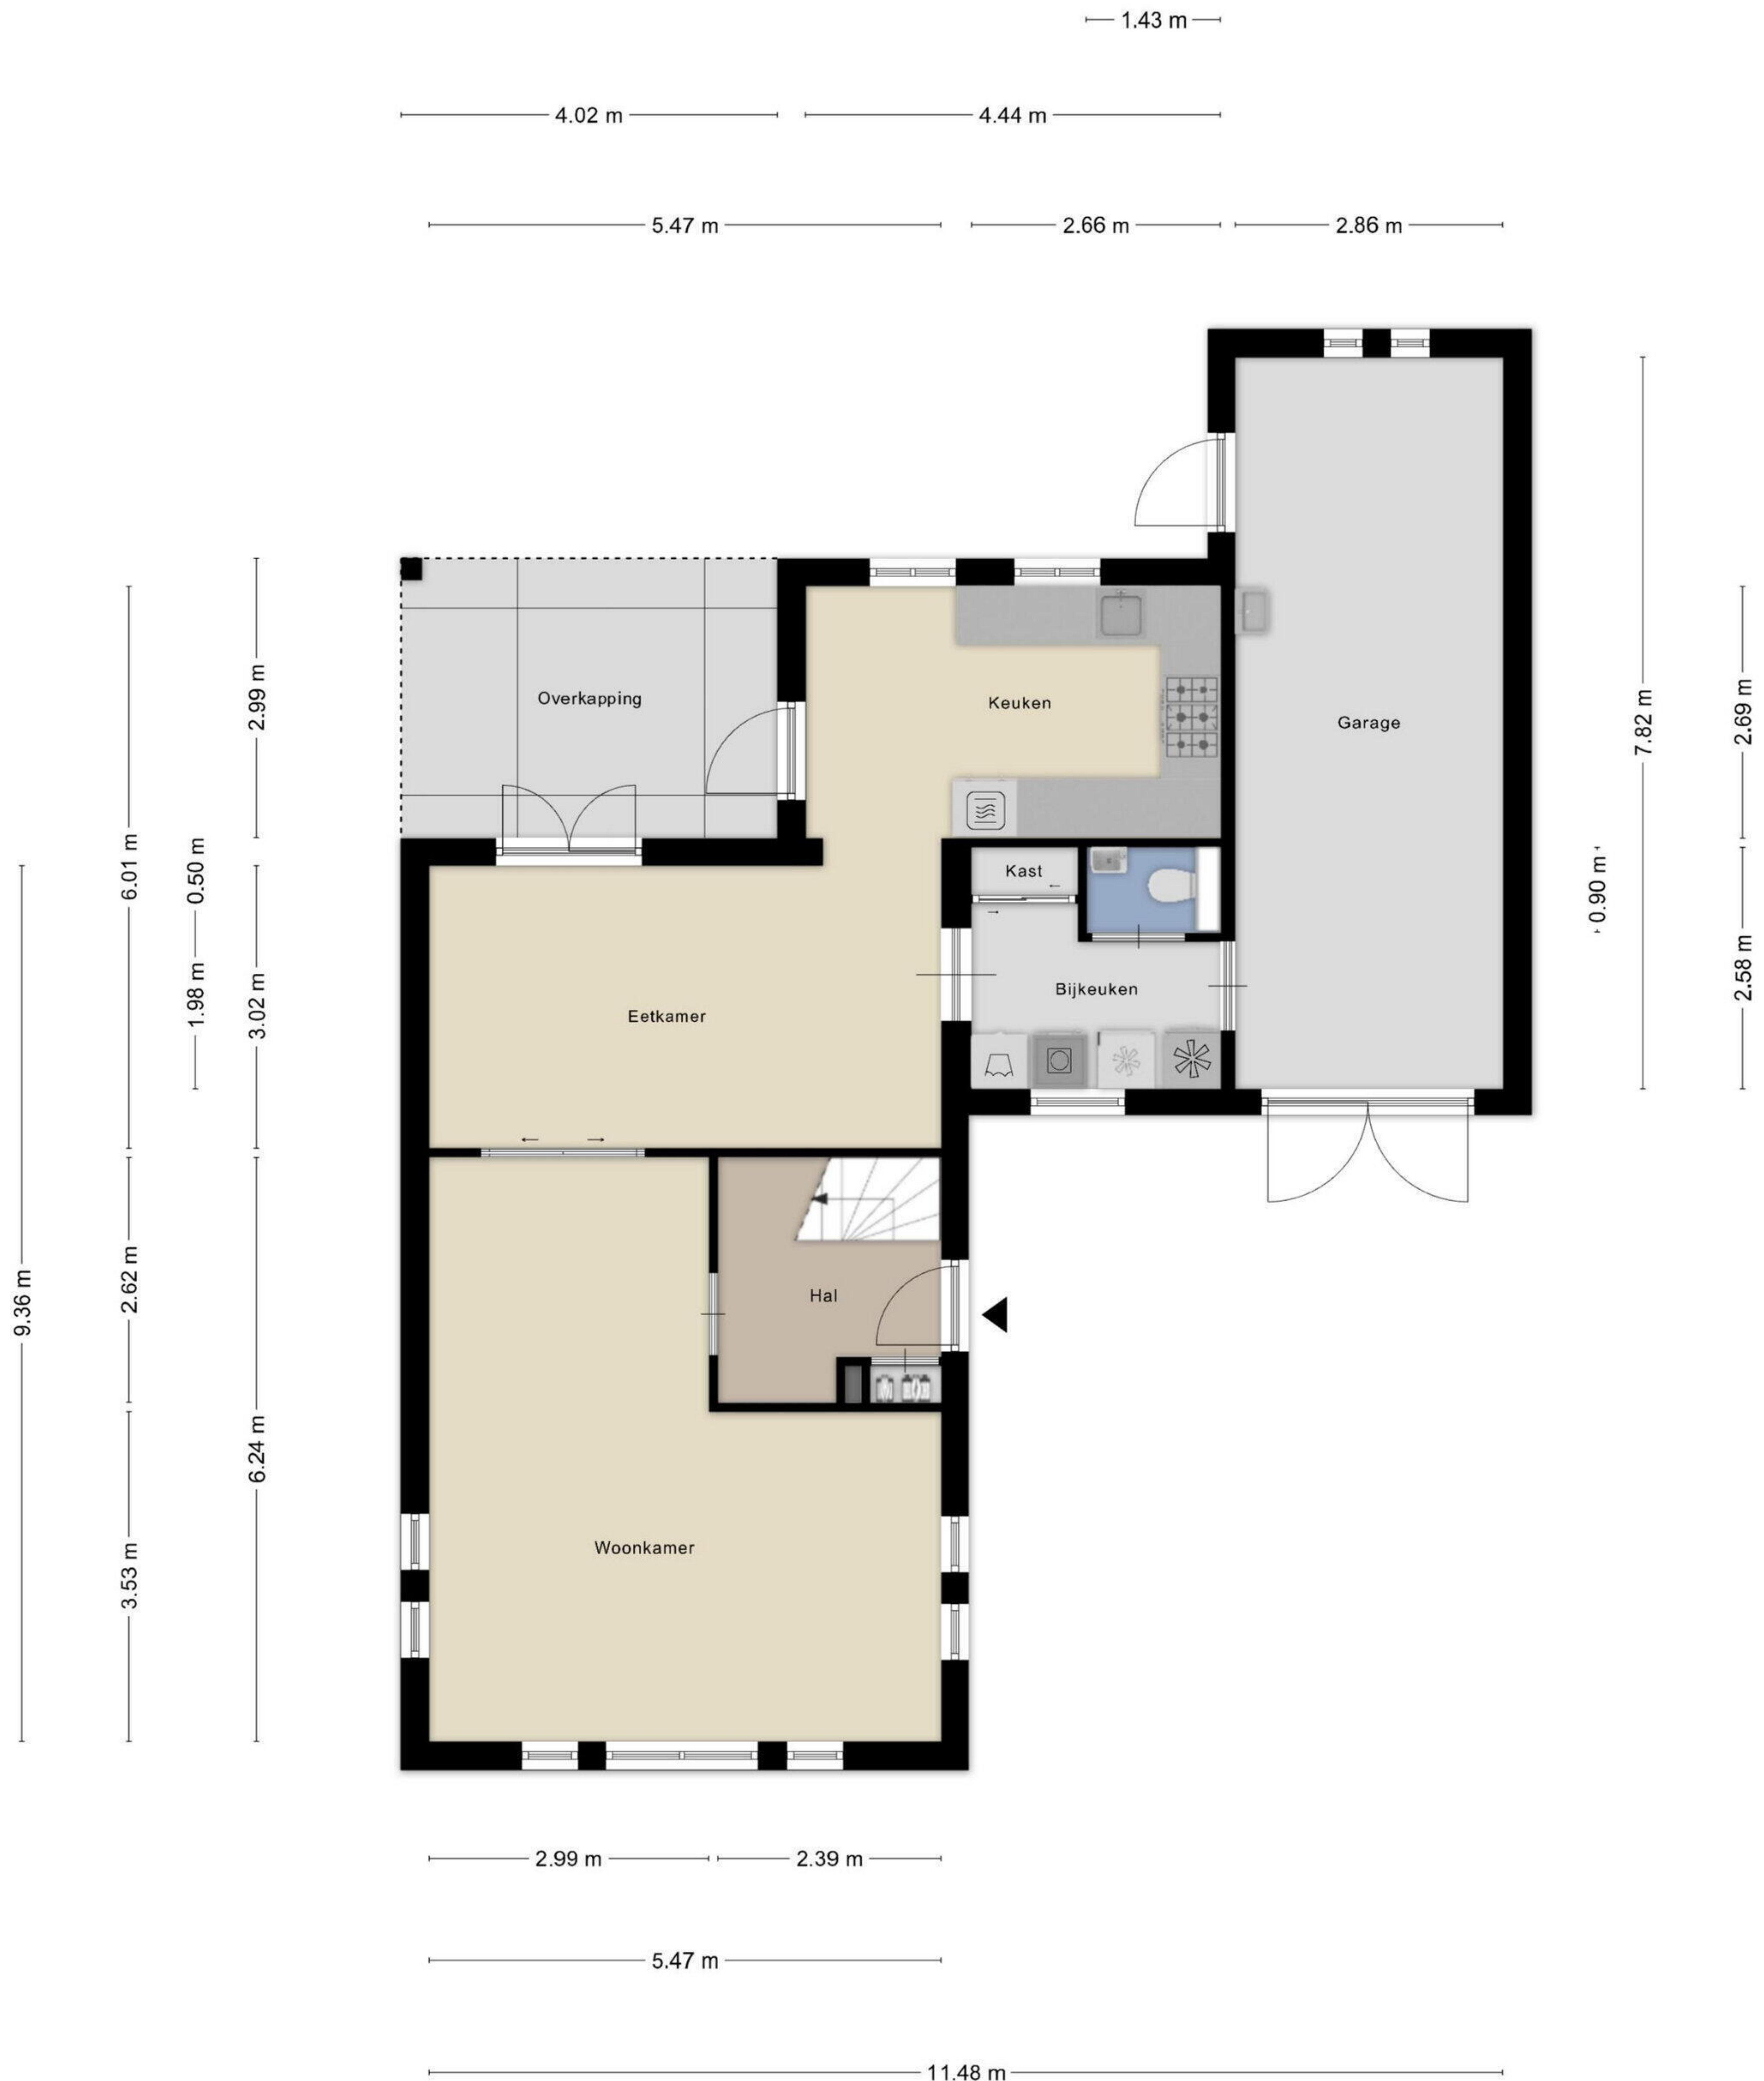 1.43 m
4.02 m
4.44 m
5.47 m
2.66 m
2.86 m
Overkapping
Keuken
Garage
Kast
Bijkeuken
Eetkamer
Hal
Woonkamer
9.36 m
6.01 m
2.62 m
3.53 m
0.50 m
1.98 m
2.99 m
3.02 m
6.24 m
0.90 m
7.82 m
2.69 m
2.58 m
2.99 m
2.39 m
5.47 m
11.48 m